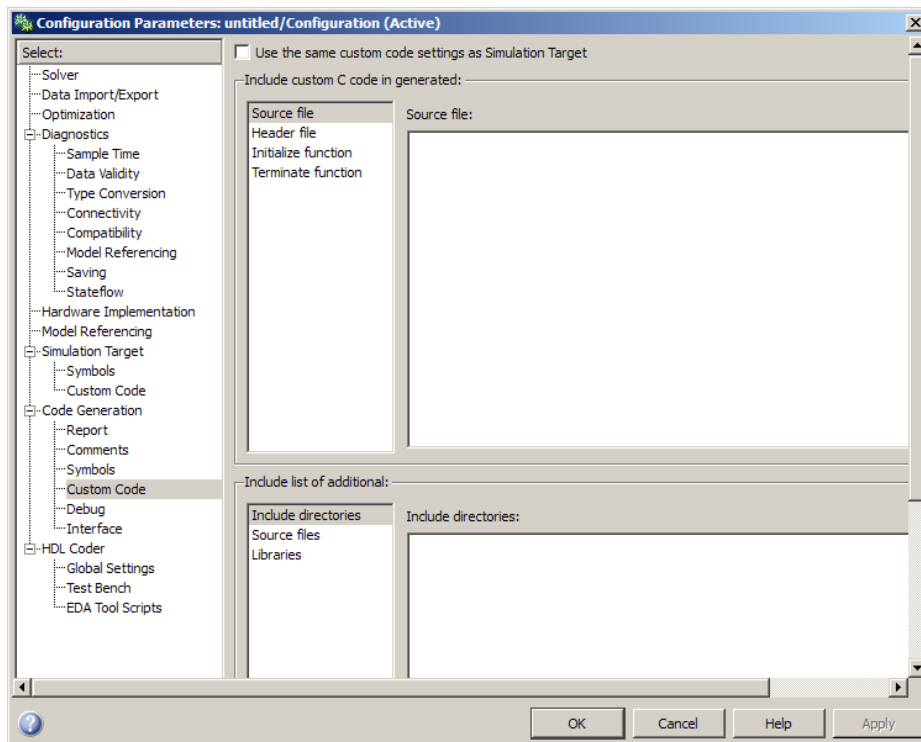 Configuration Parameters: untitled/Configuration (Active)
Select:
Solver
Data Import/Export
Optimization
Diagnostics
Sample Time
Data Validity
Type Conversion
Connectivity
Compatibility
Model Referencing
Saving
Stateflow
Hardware Implementation
Model Referencing
Simulation Target
Symbols
Custom Code
Code Generation
Report
Comments
Symbols
Custom Code
Debug
Interface
HDL Coder
Global Settings
Test Bench
EDA Tool Scripts
Use the same custom code settings as Simulation Target
Include custom C code in generated:
Source file
Header file
Initialize function
Terminate function
Source file:
Include list of additional:
Include directories
Source files
Libraries
Include directories:
OK Cancel Help Apply